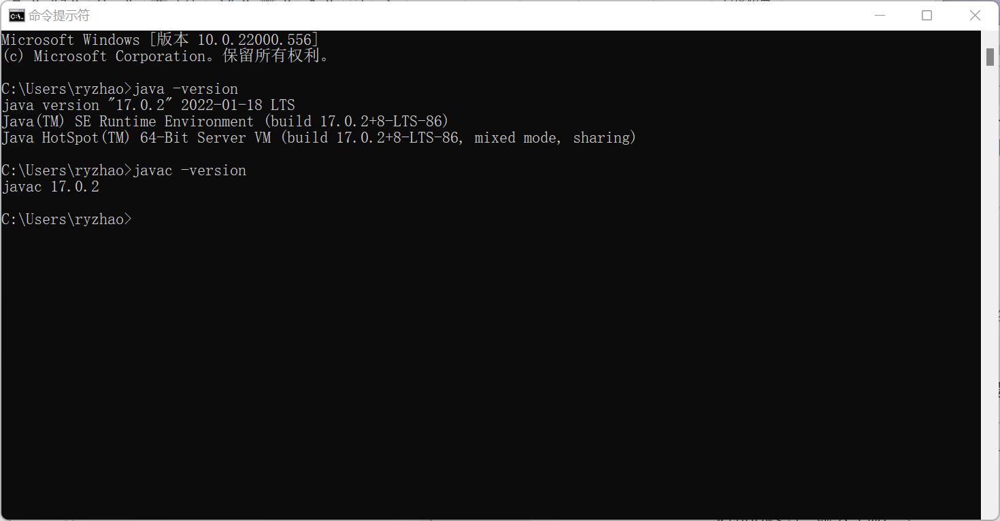 命令提示符
Microsoft Windows [版本 10.0.22000.556]
(c) Microsoft Corporation。保留所有权利。
C:\Users\ryzhao>java -version
java version "17.0.2" 2022-01-18 LTS
Java(TM) SE Runtime Environment (build 17.0.2+8-LTS-86)
Java HotSpot(TM) 64-Bit Server VM (build 17.0.2+8-LTS-86, mixed mode, sharing)
C:\Users\ryzhao>javac -version
javac 17.0.2
C:\Users\ryzhao>